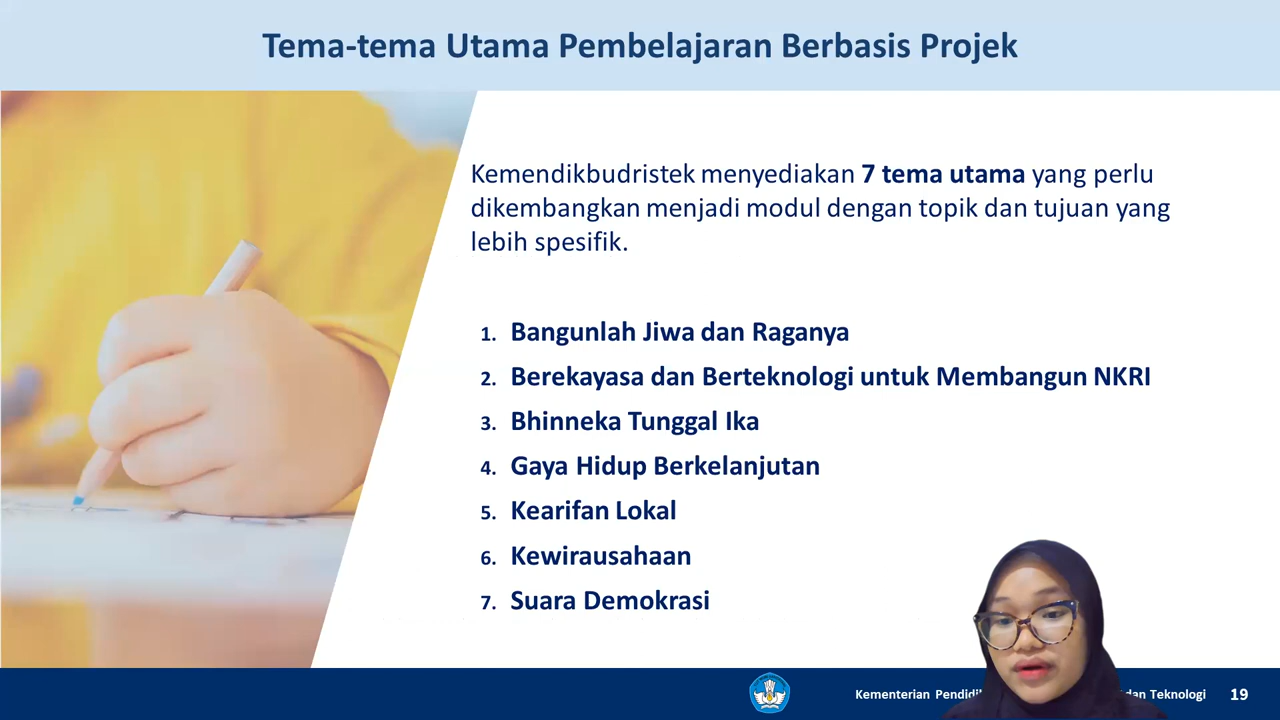 Tema-tema Utama Pembelajaran Berbasis Projek
Kemendikbudristek menyediakan 7 tema utama yang perlu
dikembangkan menjadi modul dengan topik dan tujuan yang
lebih spesifik.
1. Bangunlah Jiwa dan Raganya
2. Berekayasa dan Berteknologi untuk Membangun NKRI
3. Bhinneka Tunggal Ika
4. Gaya Hidup Berkelanjutan
5. Kearifan Lokal
6. Kewirausahaan
7. Suara Demokrasi
Kementerian dan Teknologi 19